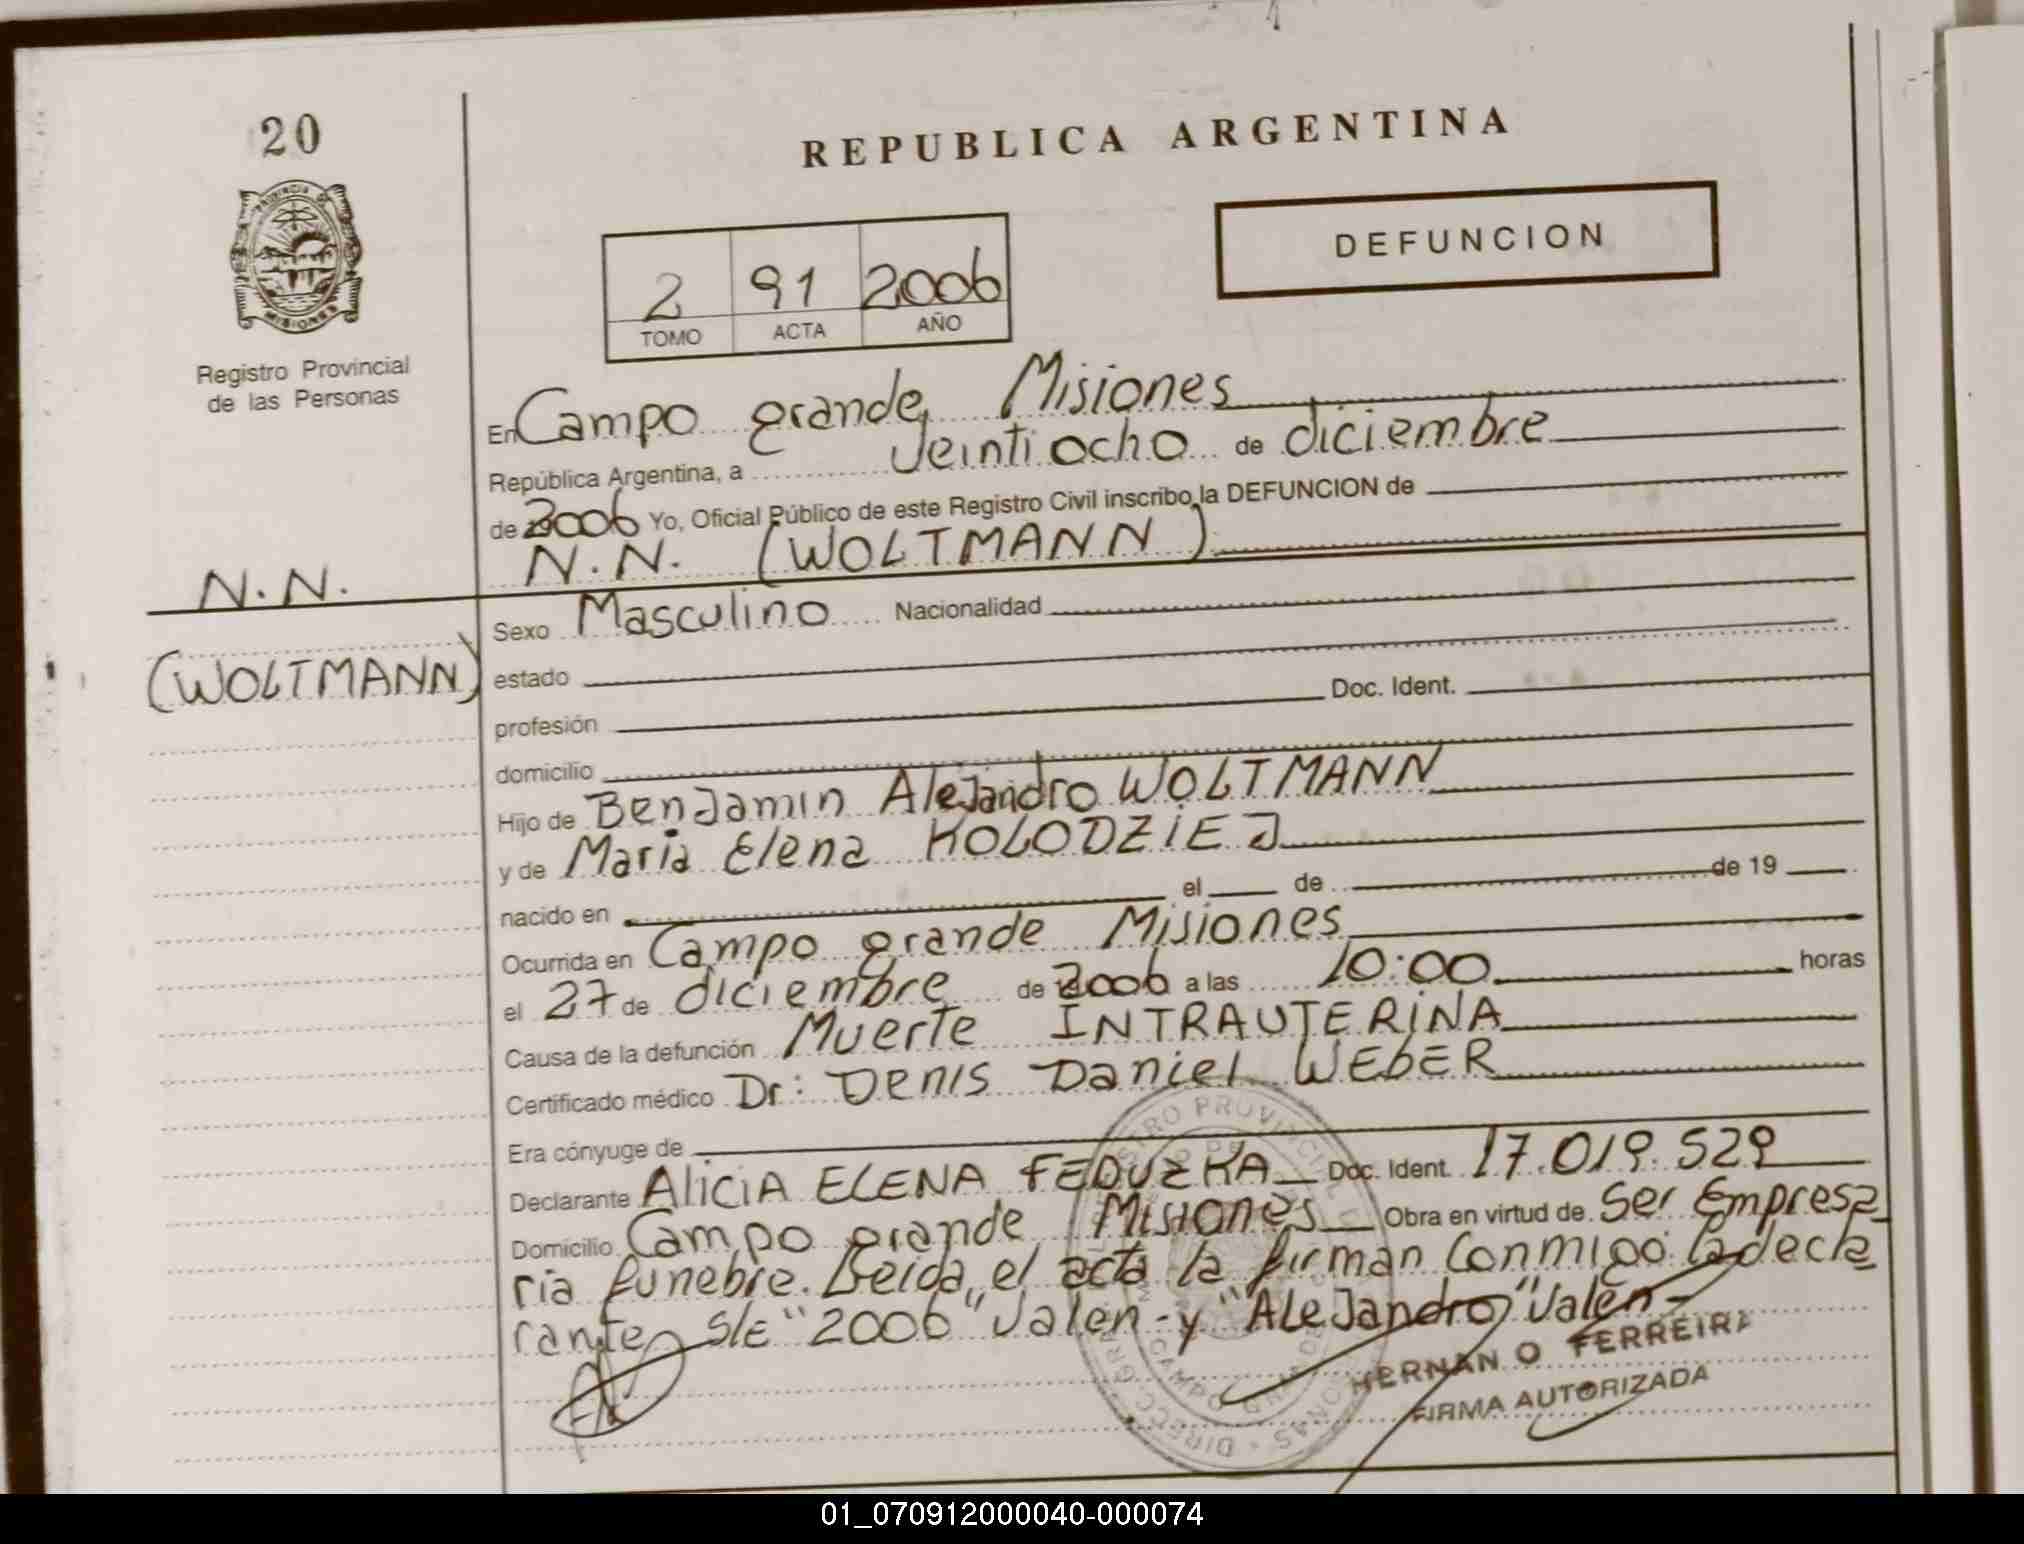 20
REPUBLICA ARGENTINA
PROVINCIA DE
MISIONES
DEFUNCION
2 91 2006
TOMO ACTA AÑO
Registro Provincial
de las Personas
En Campo grande, Misiones
República Argentina, a veintiocho de diciembre
de 2006 Yo, Oficial Público de este Registro Civil inscribo la DEFUNCION de
N.N. (WOLTMANN)
N.N.
(WOLTMANN)
Sexo Masculino Nacionalidad
estado
profesión Doc. Ident.
domicilio
Hijo de Benjamin Alejandro WOLTMANN
y de Maria Elena KOLODZIEJ
nacido en el de de 19
Ocurrida en Campo grande Misiones
el 27 de diciembre de 2006 a las 10:00 horas
Causa de la defunción Muerte INTRAUTERINA
Certificado médico Dr: Denis Daniel WEBER
Era cónyuge de
Declarante ALICIA ELENA FEDUZKA Doc. Ident. 17.019.529
Domicilio Campo grande Misiones Obra en virtud de ser Empresa
ria funebre. Leida el acta la firman conmigo la decla
rante S/E "2006" Valen - y "ALeJandro" Valen-
HERNAN O FERREIRA
FIRMA AUTORIZADA
01_070912000040-000074